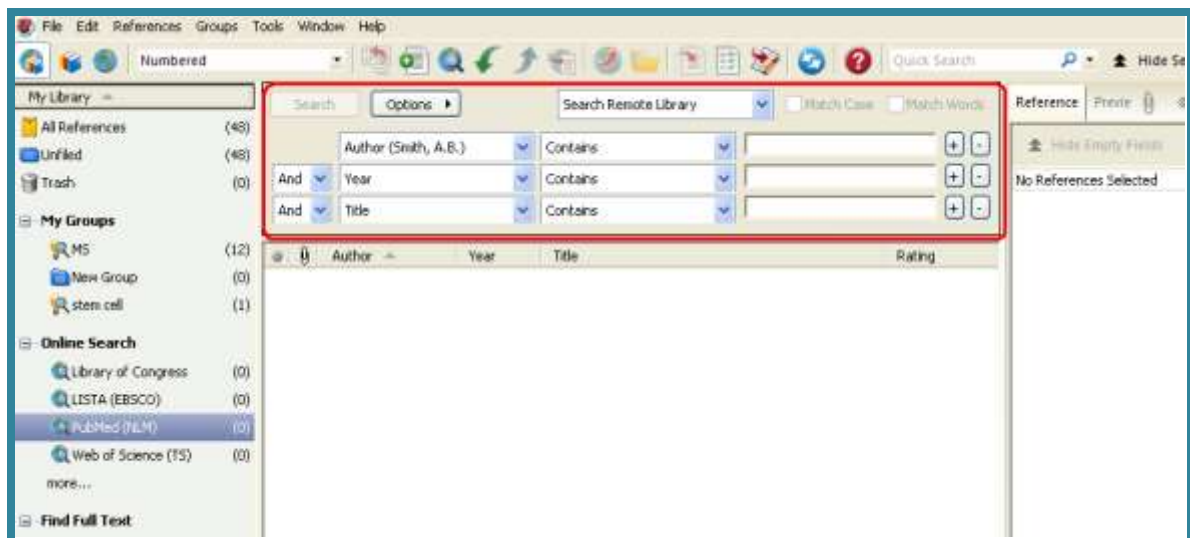 File Edit References Groups Tools Window Help
Numbered Quick Search Hide Se
My Library
All References (48)
Unfiled (48)
Trash (0)
My Groups
MS (12)
New Group (0)
stem cell (1)
Online Search
Library of Congress (0)
LISTA (EBSCO) (0)
PubMed (NLM) (0)
Web of Science (TS) (0)
more...
Find Full Text
Search Options Search Remote Library Match Case Match Words
Author (Smith, A.B.) Contains + -
And Year Contains + -
And Title Contains + -
Author Year Title Rating
Reference
Hide Empty Fields
No References Selected